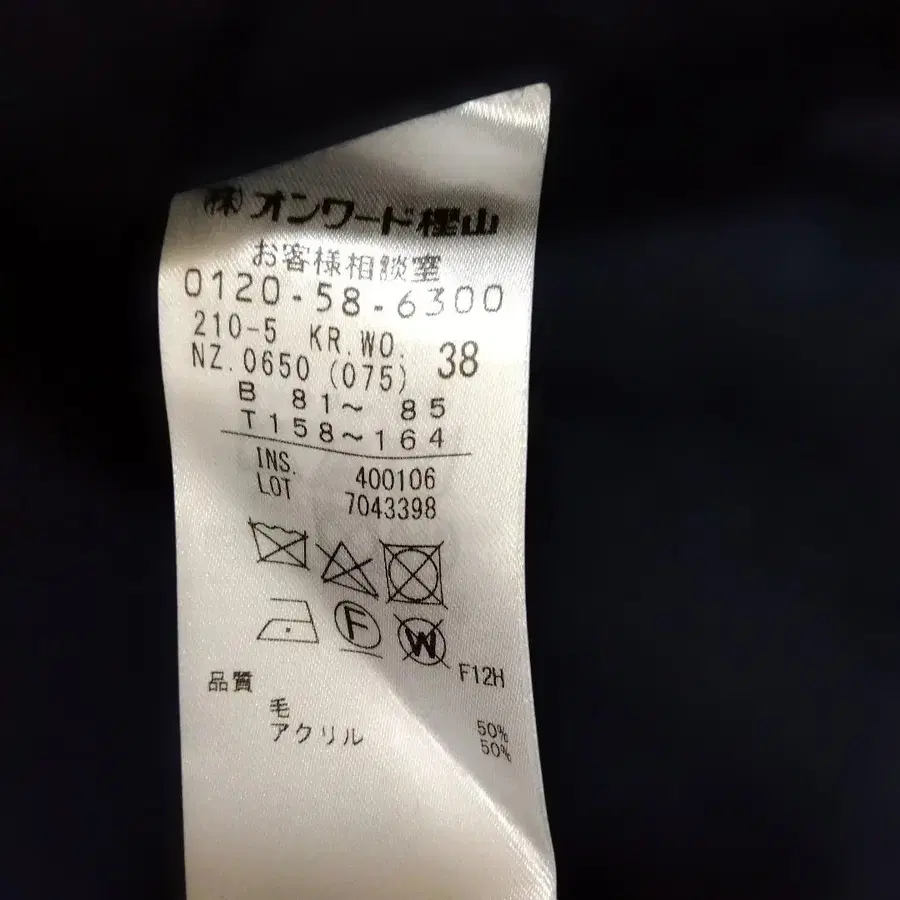 ㈱オンワード樫山
お客様相談室
0120-58-6300
210-5 KR.WO. 38
NZ.0650 (075)
B 81～ 85
T158～164
INS. 400106
LOT 7043398
F W
F12H
品質
毛 50%
アクリル 50%